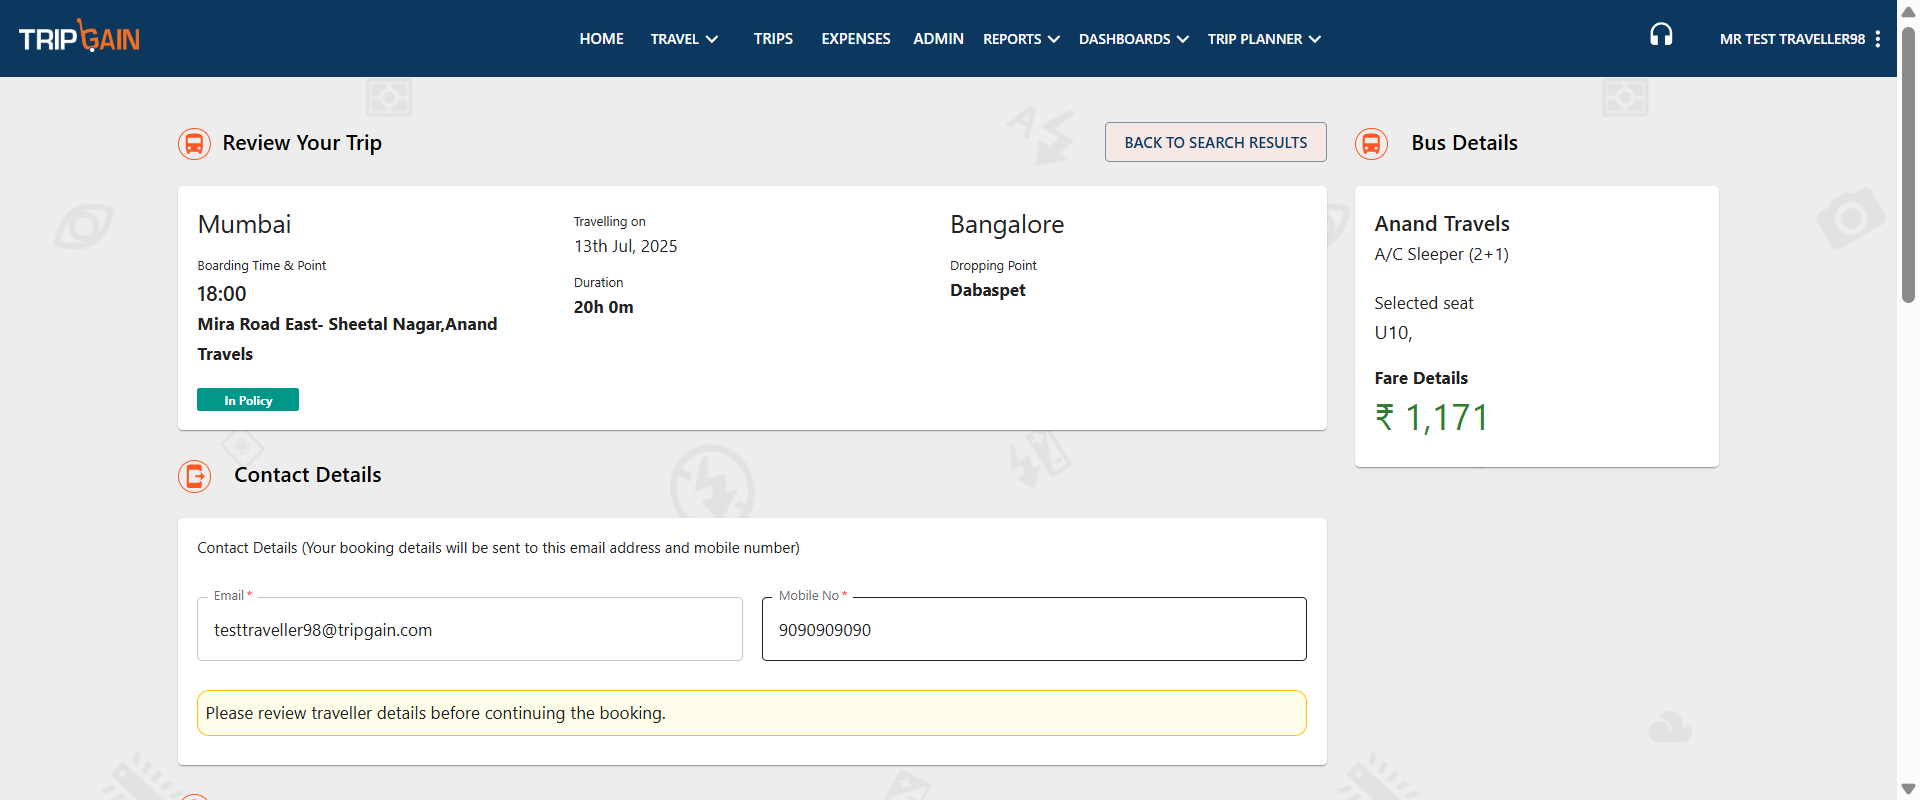 TRIPGAIN
HOME TRAVEL TRIPS EXPENSES ADMIN REPORTS DASHBOARDS TRIP PLANNER MR TEST TRAVELLER98
Review Your Trip
BACK TO SEARCH RESULTS
Mumbai
Boarding Time & Point
18:00
Mira Road East- Sheetal Nagar,Anand
Travels
In Policy
Travelling on
13th Jul, 2025
Duration
20h 0m
Bangalore
Dropping Point
Dabaspet
Bus Details
Anand Travels
A/C Sleeper (2+1)
Selected seat
U10,
Fare Details
₹ 1,171
Contact Details
Contact Details (Your booking details will be sent to this email address and mobile number)
Email *
testtraveller98@tripgain.com
Mobile No *
9090909090
Please review traveller details before continuing the booking.